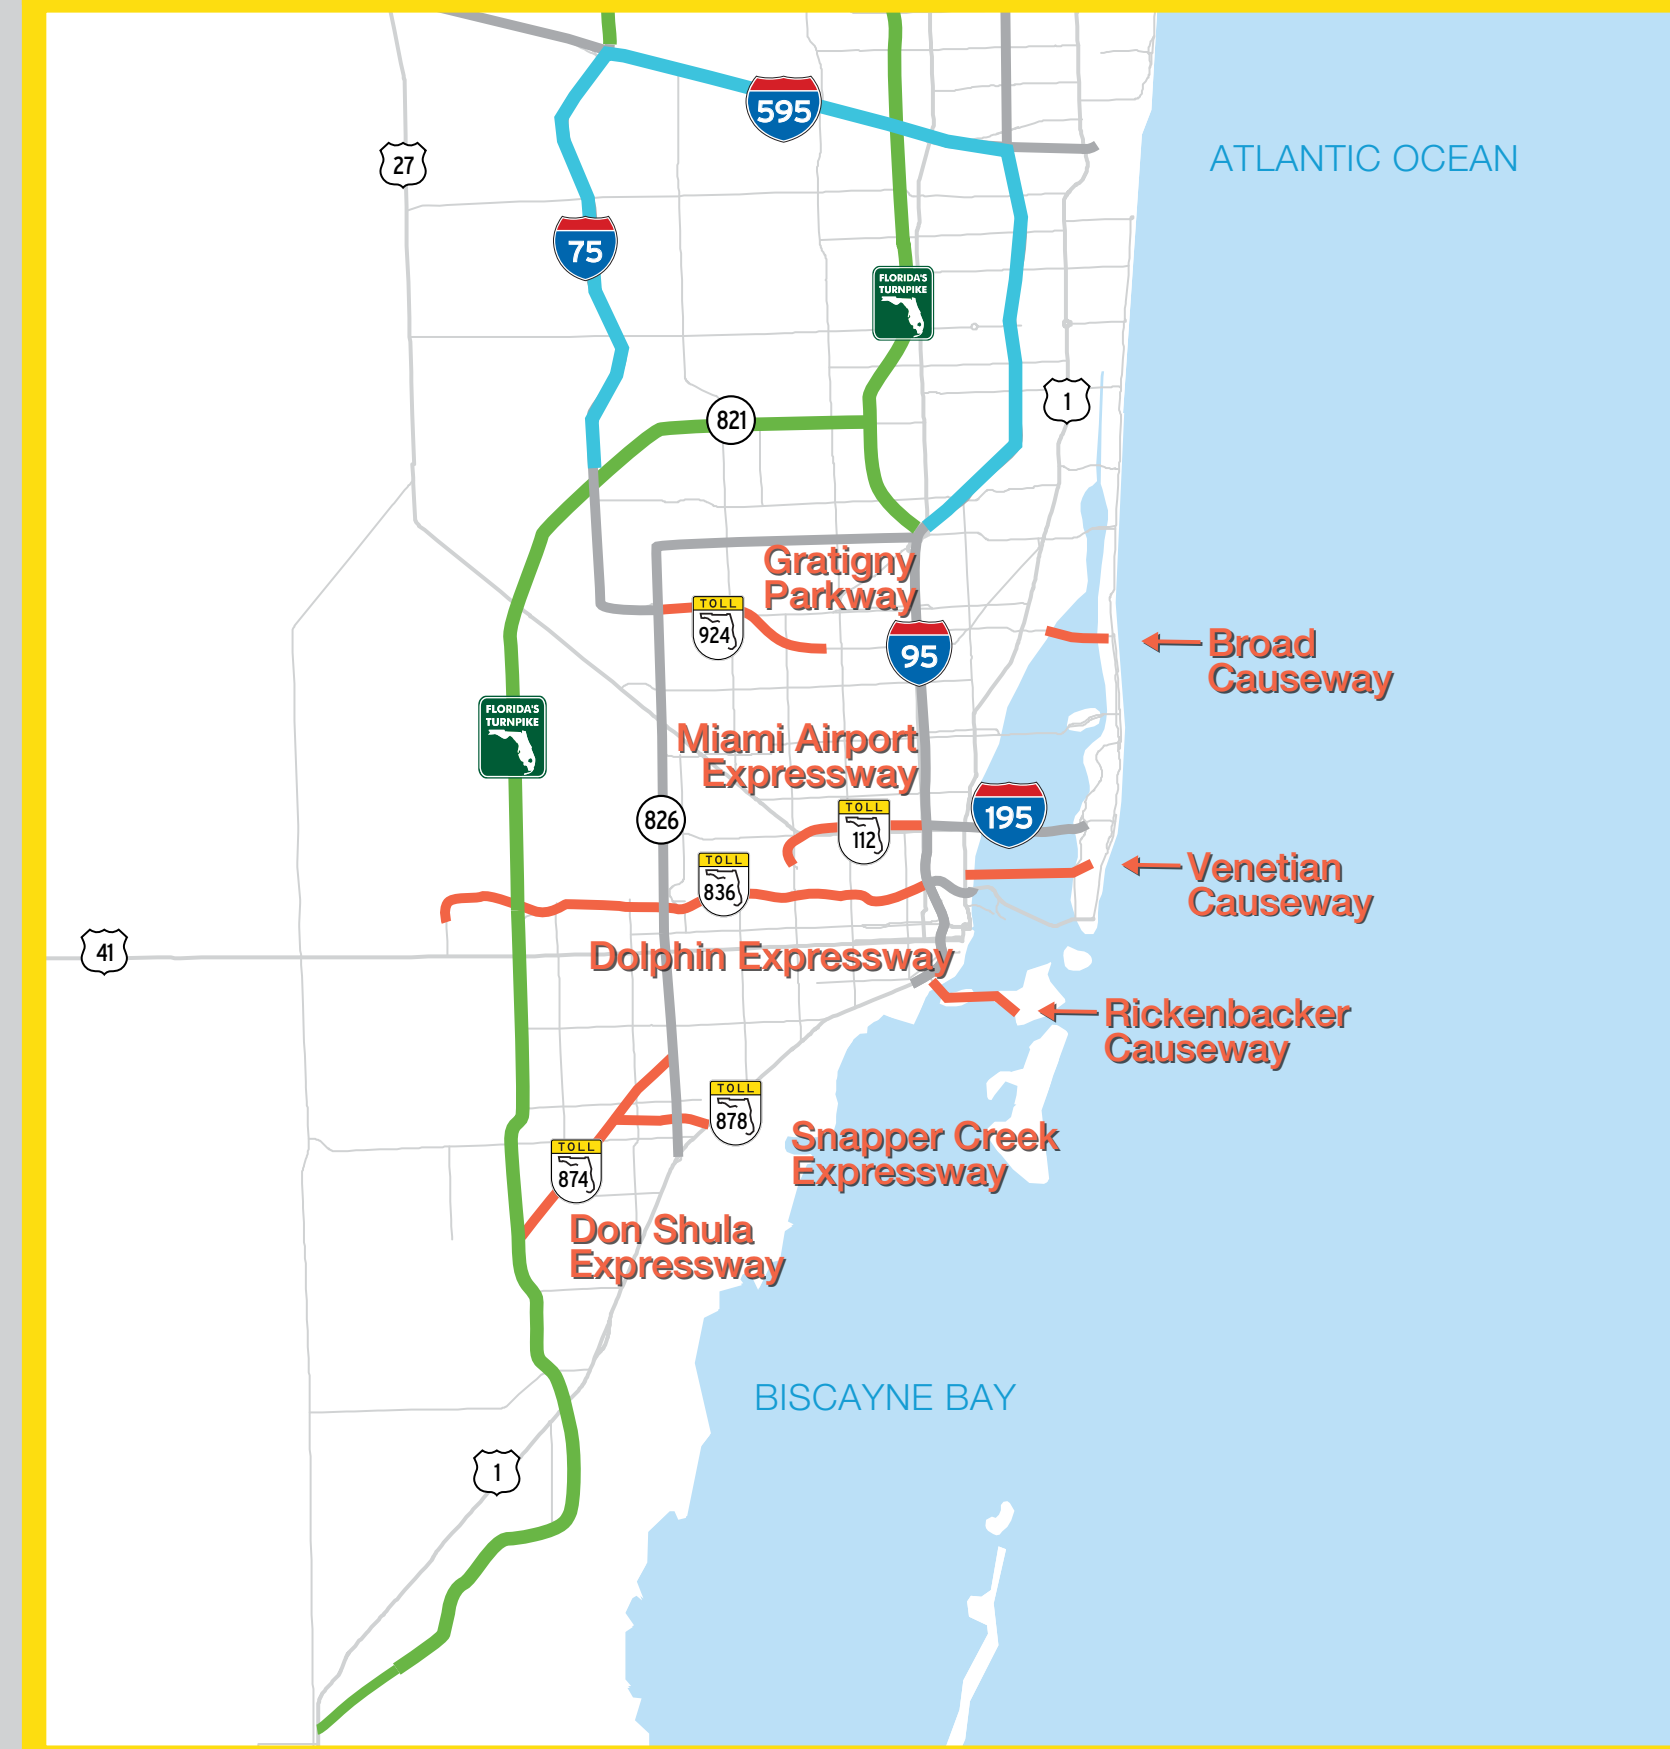 595
ATLANTIC OCEAN
27
75
FLORIDA'S
TURNPIKE
1
821
Gratigny
Parkway
TOLL
924
95
Broad
Causeway
FLORIDA'S
TURNPIKE
Miami Airport
Expressway
826
TOLL
112
195
TOLL
836
Venetian
Causeway
41
Dolphin Expressway
Rickenbacker
Causeway
TOLL
878
Snapper Creek
Expressway
TOLL
874
Don Shula
Expressway
BISCAYNE BAY
1